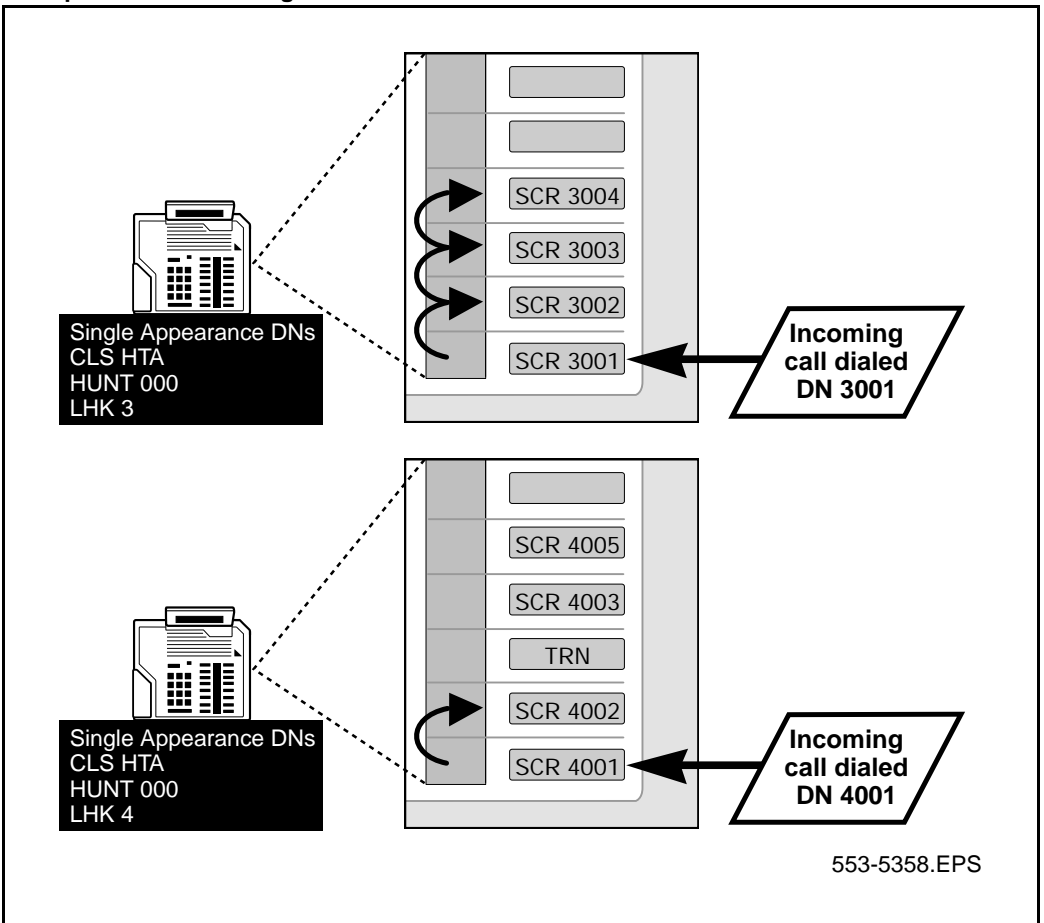 SCR 3004
SCR 3003
SCR 3002
SCR 3001
Single Appearance DNs
CLS HTA
HUNT 000
LHK 3
Incoming
call dialed
DN 3001
SCR 4005
SCR 4003
TRN
SCR 4002
SCR 4001
Single Appearance DNs
CLS HTA
HUNT 000
LHK 4
Incoming
call dialed
DN 4001
553-5358.EPS